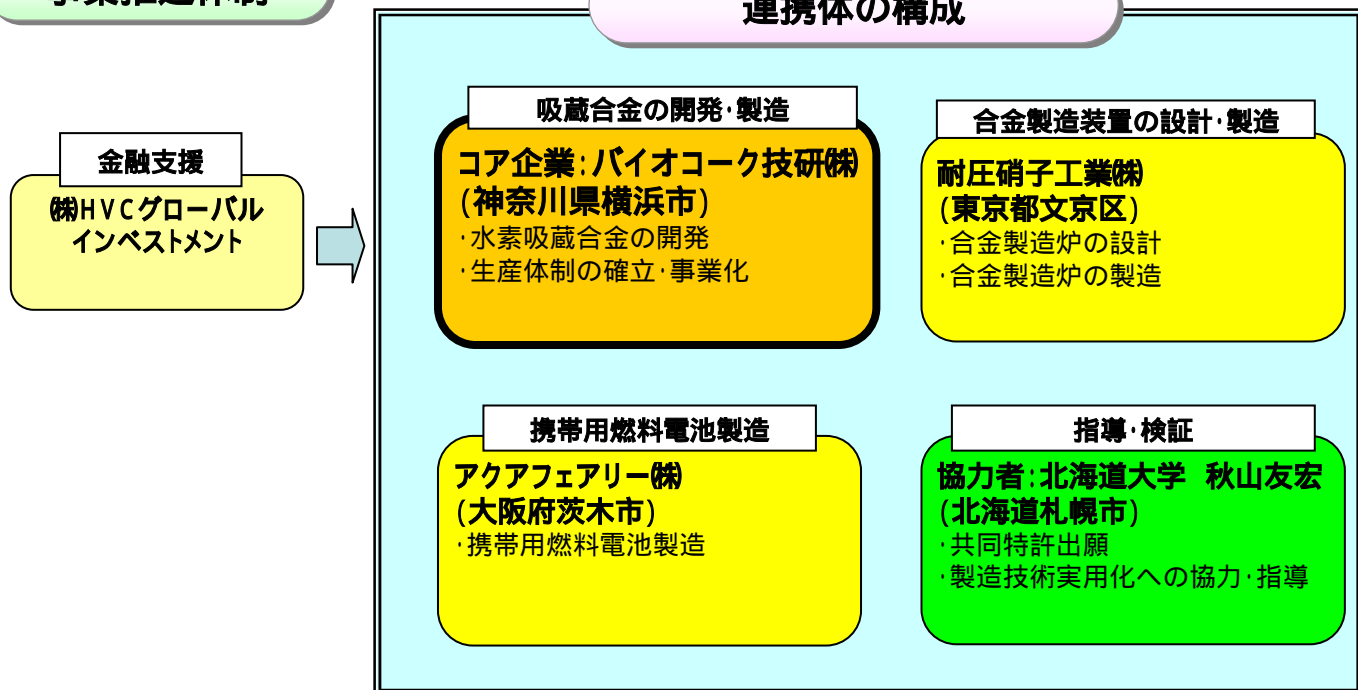 事業推進体制
連携体の構成
金融支援
㈱HVCグローバル
インベストメント
吸蔵合金の開発・製造
コア企業:バイオコーク技研㈱
(神奈川県横浜市)
・水素吸蔵合金の開発
・生産体制の確立・事業化
合金製造装置の設計・製造
耐圧硝子工業㈱
(東京都文京区)
・合金製造炉の設計
・合金製造炉の製造
携帯用燃料電池製造
アクアフェアリー㈱
(大阪府茨木市)
・携帯用燃料電池製造
指導・検証
協力者:北海道大学 秋山友宏
(北海道札幌市)
・共同特許出願
・製造技術実用化への協力・指導